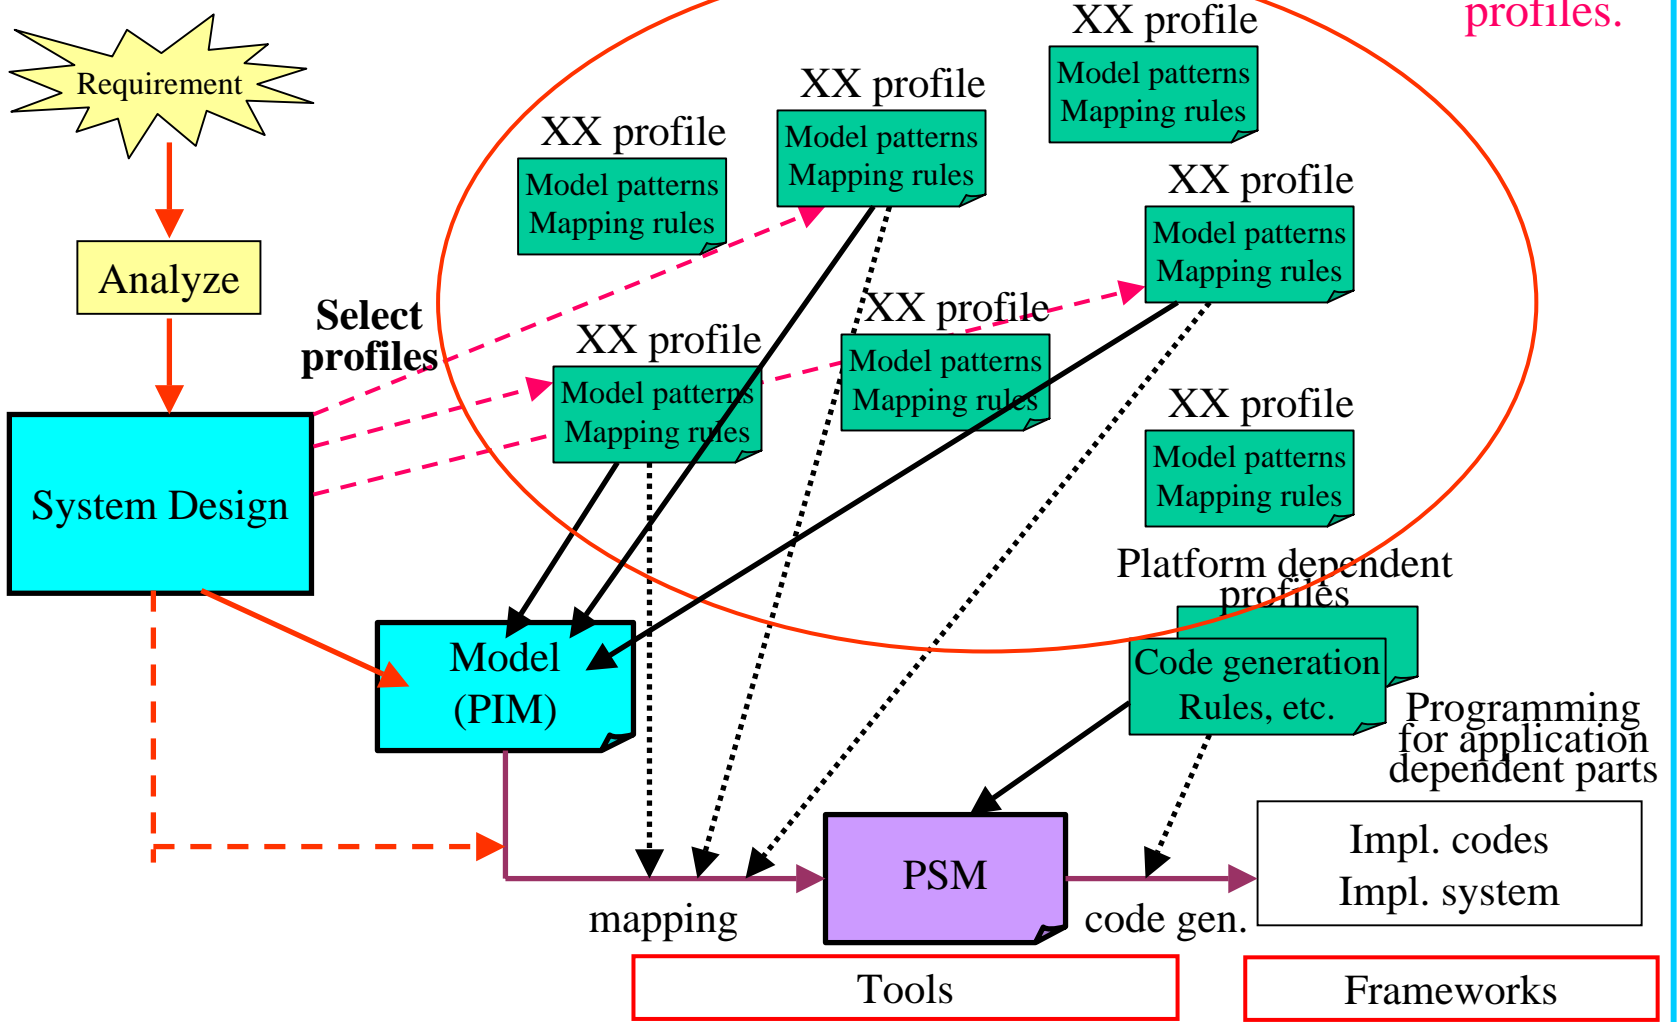 profiles.
XX profile
Model patterns
Mapping rules
Requirement
XX profile
Model patterns
Mapping rules
XX profile
Model patterns
Mapping rules
XX profile
Model patterns
Mapping rules
Analyze
Select
profiles
XX profile
Model patterns
Mapping rules
XX profile
Model patterns
Mapping rules
XX profile
Model patterns
Mapping rules
System Design
Platform dependent
profiles
Code generation
Rules, etc.
Model
(PIM)
Programming
for application
dependent parts
Impl. codes
Impl. system
PSM
mapping
code gen.
Tools
Frameworks